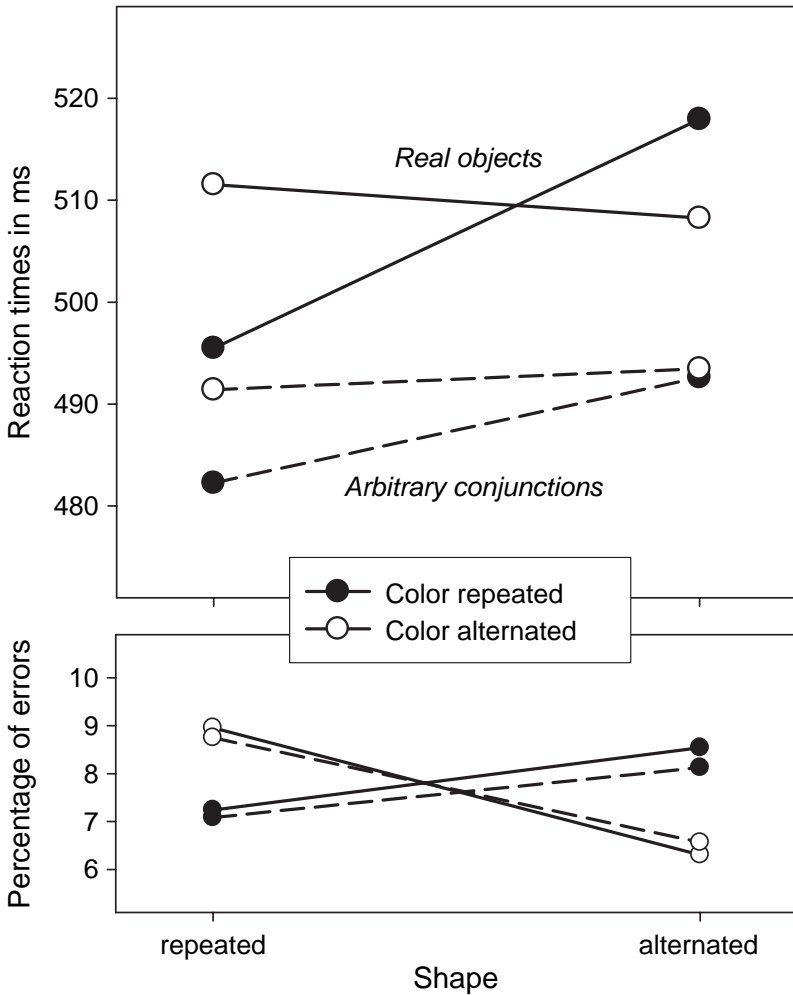 520
Real objects
510
500
490
Arbitrary conjunctions
480
Reaction times in ms
Color repeated
Color alternated
10
9
8
7
6
Percentage of errors
repeated
alternated
Shape